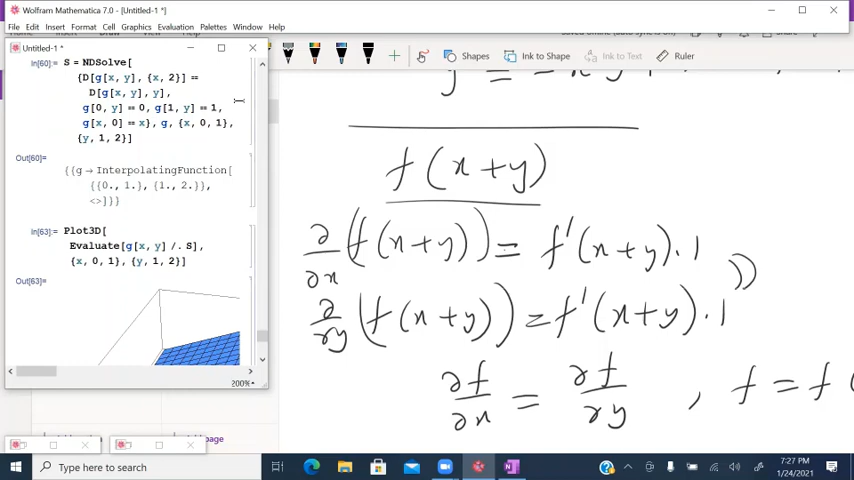 Wolfram Mathematica 7.0 - [Untitled-1 *]
File Edit Insert Format Cell Graphics Evaluation Palettes Window Help
Untitled-1 *
Shapes Ink to Shape Ink to Text Ruler
In[60]:= S = NDSolve[
{D[g[x, y], {x, 2}] ==
D[g[x, y], y],
g[0, y] == 0, g[1, y] == 1,
g[x, 0] == x}, g, {x, 0, 1},
{y, 1, 2}]
Out[60]=
{{g → InterpolatingFunction[
{{0., 1.}, {1., 2.}},
<>]}}
In[63]:= Plot3D[
Evaluate[g[x, y] /. S],
{x, 0, 1}, {y, 1, 2}]
Out[63]=
200%
f(x+y)
∂/∂x (f(x+y)) = f'(x+y)·1
∂/∂y (f(x+y)) = f'(x+y)·1 ))
∂f/∂x = ∂f/∂y , f = f(
page
Type here to search
7:27 PM
1/24/2021